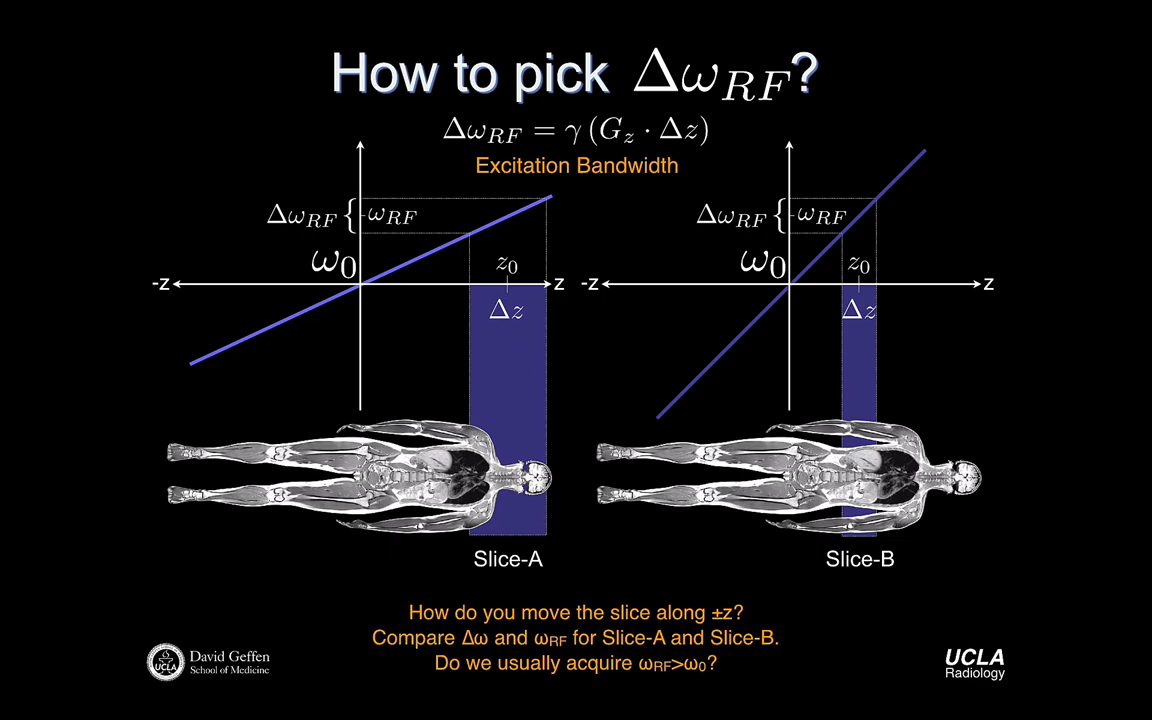 How to pick Δω_RF?
Δω_RF = γ (G_z · Δz)
Excitation Bandwidth
Δω_RF { ω_RF
ω_0
z_0
-z
z
Δz
Slice-A
Δω_RF { ω_RF
ω_0
z_0
-z
z
Δz
Slice-B
How do you move the slice along ±z?
Compare Δω and ω_RF for Slice-A and Slice-B.
Do we usually acquire ω_RF>ω_0?
UCLA
David Geffen
School of Medicine
UCLA
Radiology